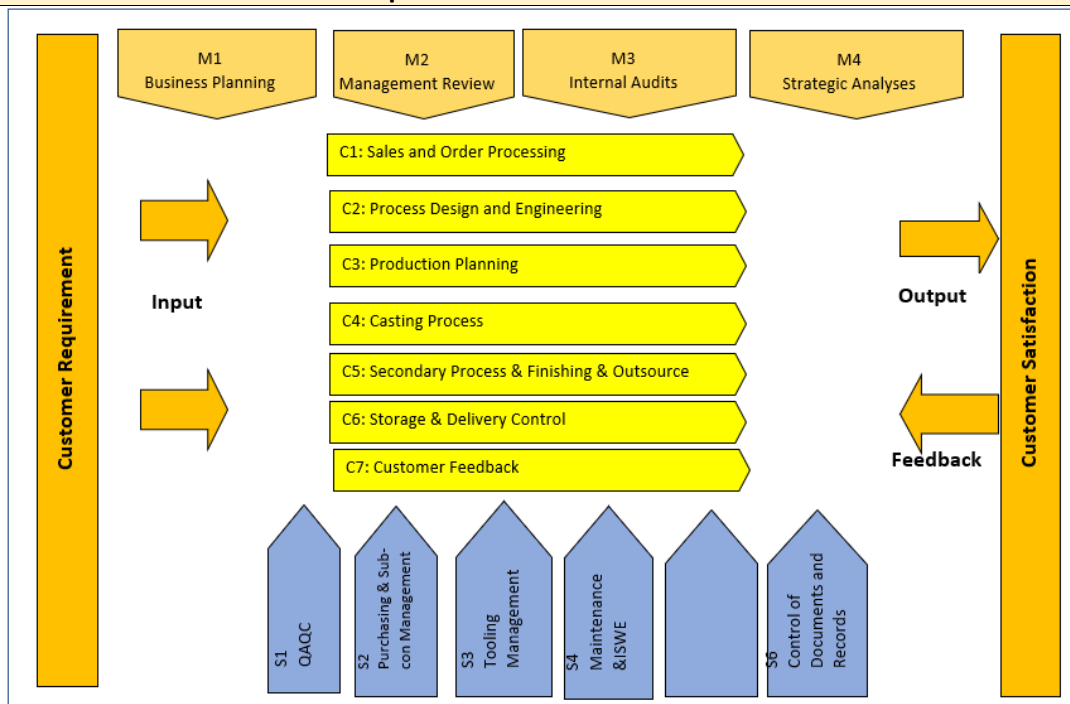 M1
Business Planning
M2
Management Review
M3
Internal Audits
M4
Strategic Analyses
Customer Requirement
Input
C1: Sales and Order Processing
C2: Process Design and Engineering
C3: Production Planning
C4: Casting Process
C5: Secondary Process & Finishing & Outsource
C6: Storage & Delivery Control
C7: Customer Feedback
Output
Feedback
Customer Satisfaction
S1
QAQC
S2
Purchasing & Sub-
con Management
S3
Tooling
Management
S4
Maintenance
&ISWE
S6
Control of
Documents and
Records